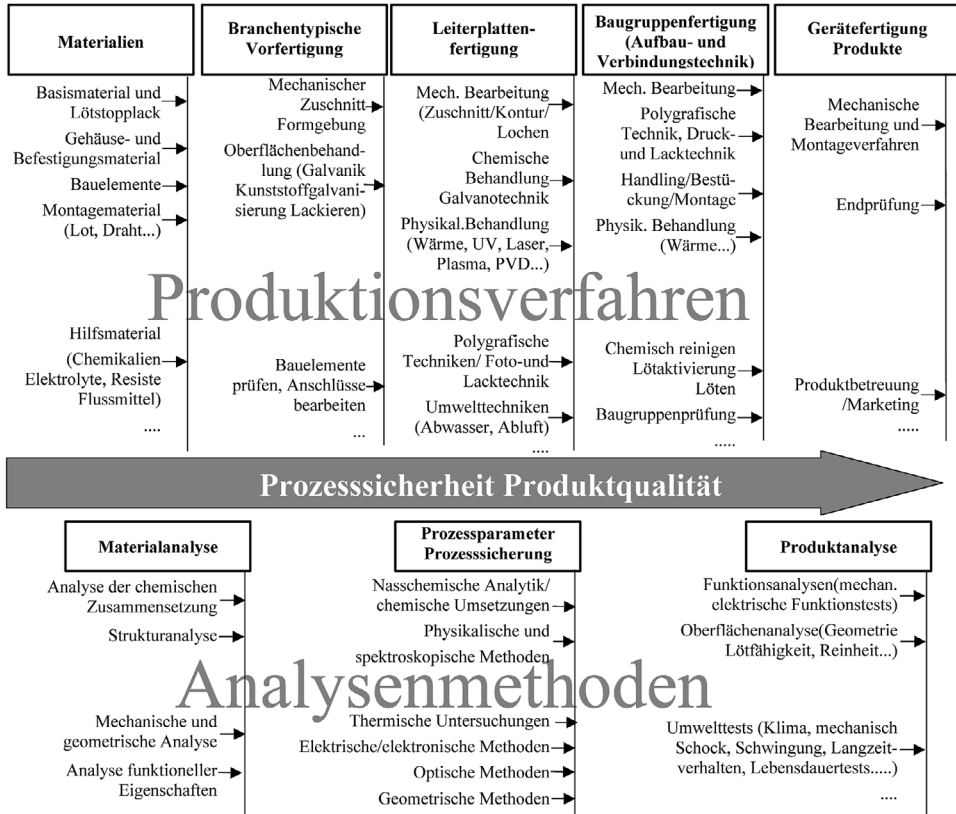 Materialien
Basismaterial und
Lötstopplack
Gehäuse- und
Befestigungsmaterial
Bauelemente
Montagematerial
(Lot, Draht...)
Hilfsmaterial
(Chemikalien
Elektrolyte, Resiste
Flussmittel)
....
Branchentypische
Vorfertigung
Mechanischer
Zuschnitt
Formgebung
Oberflächenbehand-
lung (Galvanik
Kunststoffgalvani-
sierung Lackieren)
Bauelemente
prüfen, Anschlüsse
bearbeiten
...
Leiterplatten-
fertigung
Mech. Bearbeitung
(Zuschnitt/Kontur/
Lochen
Chemische
Behandlung
Galvanotechnik
Physikal.Behandlung
(Wärme, UV, Laser,
Plasma, PVD...)
Polygrafische
Techniken/ Foto-und
Lacktechnik
Umwelttechniken
(Abwasser, Abluft)
....
Baugruppenfertigung
(Aufbau- und
Verbindungstechnik)
Mech. Bearbeitung
Polygrafische
Technik, Druck-
und Lacktechnik
Handling/Bestü-
ckung/Montage
Physik. Behandlung
(Wärme...)
Chemisch reinigen
Lötaktivierung
Löten
Baugruppenprüfung
.....
Gerätefertigung
Produkte
Mechanische
Bearbeitung und
Montageverfahren
Endprüfung
Produktbetreuung
/Marketing
.....
Produktionsverfahren
Prozesssicherheit Produktqualität
Materialanalyse
Analyse der chemischen
Zusammensetzung
Strukturanalyse
Mechanische und
geometrische Analyse
Analyse funktioneller
Eigenschaften
Prozessparameter
Prozesssicherung
Nasschemische Analytik/
chemische Umsetzungen
Physikalische und
spektroskopische Methoden
Thermische Untersuchungen
Elektrische/elektronische Methoden
Optische Methoden
Geometrische Methoden
Produktanalyse
Funktionsanalysen(mechan.
elektrische Funktionstests)
Oberflächenanalyse(Geometrie
Lötfähigkeit, Reinheit...)
Umwelttests (Klima, mechanisch
Schock, Schwingung, Langzeit-
verhalten, Lebensdauertests.....)
....
Analysenmethoden